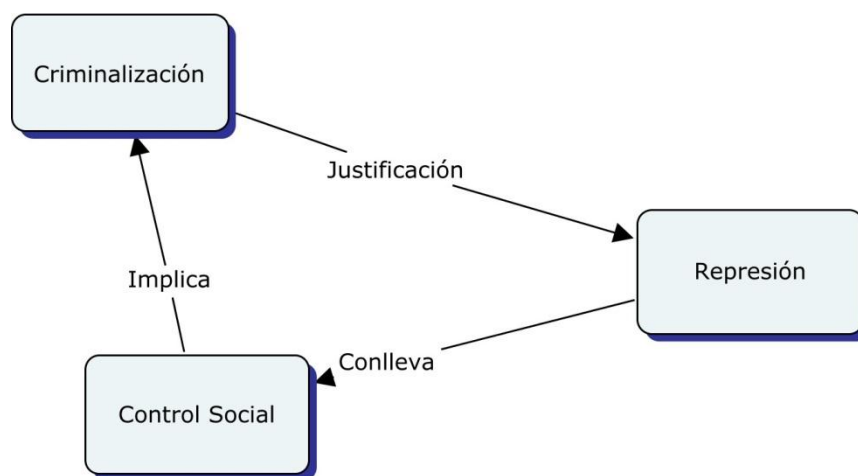 Criminalización
Justificación
Represión
Implica
Conlleva
Control Social